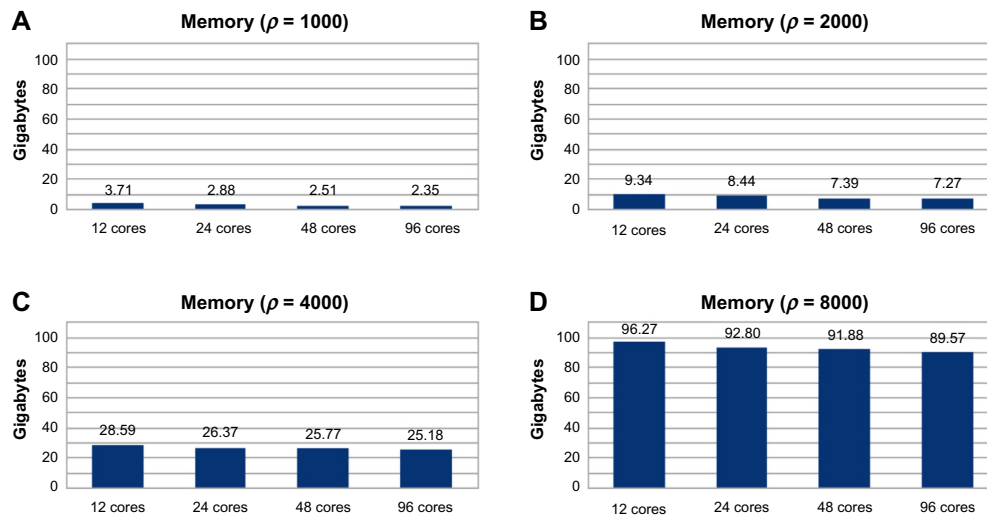 A
Memory (ρ = 1000)
Gigabytes
100
80
60
40
20
0
3.71
2.88
2.51
2.35
12 cores
24 cores
48 cores
96 cores
B
Memory (ρ = 2000)
Gigabytes
100
80
60
40
20
0
9.34
8.44
7.39
7.27
12 cores
24 cores
48 cores
96 cores
C
Memory (ρ = 4000)
Gigabytes
100
80
60
40
20
0
28.59
26.37
25.77
25.18
12 cores
24 cores
48 cores
96 cores
D
Memory (ρ = 8000)
Gigabytes
100
80
60
40
20
0
96.27
92.80
91.88
89.57
12 cores
24 cores
48 cores
96 cores